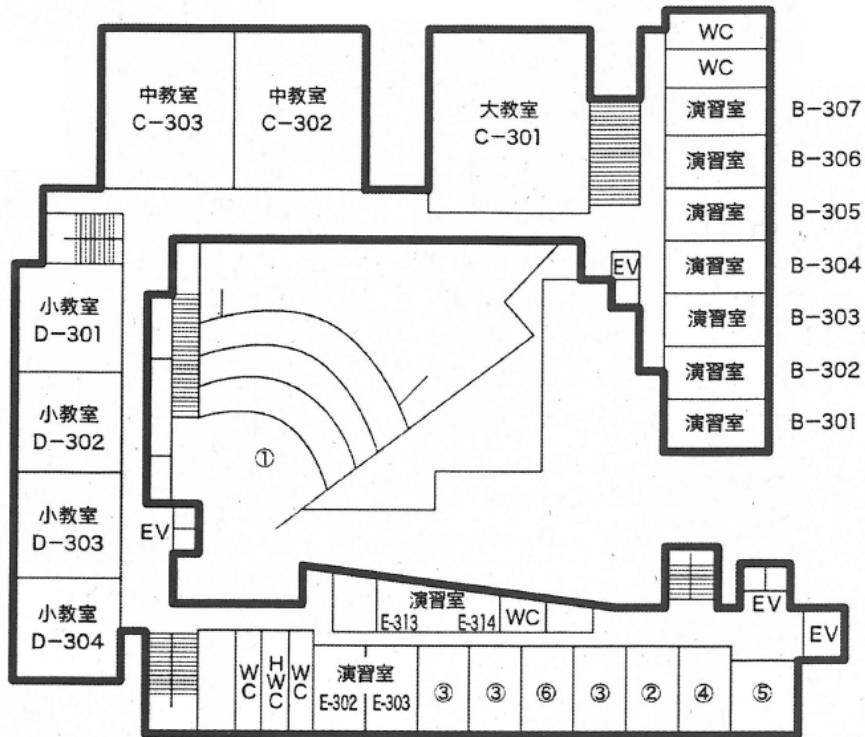 WC
WC
中教室
C-303
中教室
C-302
大教室
C-301
演習室
B-307
演習室
B-306
演習室
B-305
EV
演習室
B-304
小教室
D-301
演習室
B-303
演習室
B-302
小教室
D-302
演習室
B-301
①
小教室
D-303
EV
小教室
D-304
演習室
E-313
E-314
WC
EV
EV
WC
HWC
WC
演習室
E-302
E-303
③
③
⑥
③
②
④
⑤